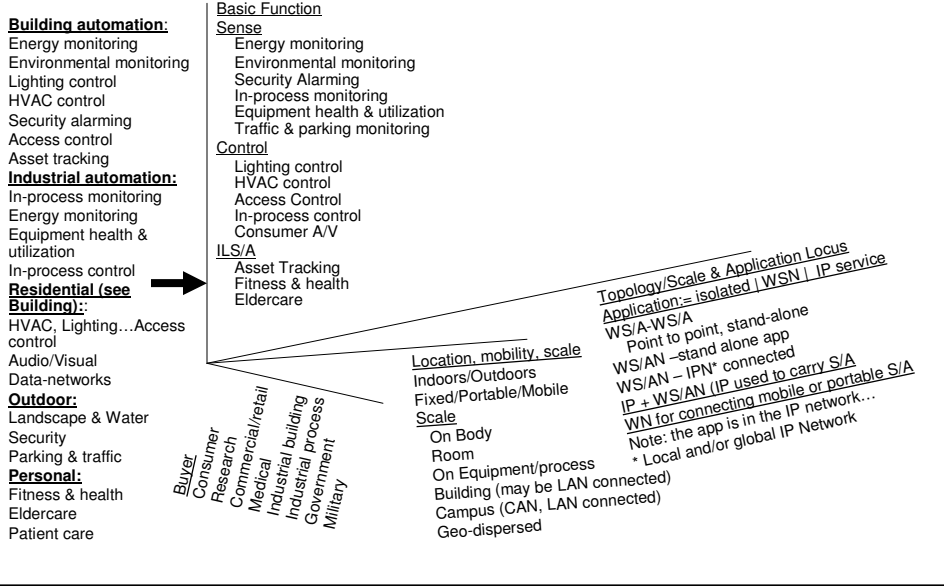 Building automation:
Energy monitoring
Environmental monitoring
Lighting control
HVAC control
Security alarming
Access control
Asset tracking
Industrial automation:
In-process monitoring
Energy monitoring
Equipment health &
utilization
In-process control
Residential (see
Building)::
HVAC, Lighting…Access
control
Audio/Visual
Data-networks
Outdoor:
Landscape & Water
Security
Parking & traffic
Personal:
Fitness & health
Eldercare
Patient care
Basic Function
Sense
Energy monitoring
Environmental monitoring
Security Alarming
In-process monitoring
Equipment health & utilization
Traffic & parking monitoring
Control
Lighting control
HVAC control
Access Control
In-process control
Consumer A/V
ILS/A
Asset Tracking
Fitness & health
Eldercare
Buyer
Consumer
Research
Commercial/retail
Medical
Industrial building
Industrial process
Government
Military
Location, mobility, scale
Indoors/Outdoors
Fixed/Portable/Mobile
Scale
On Body
Room
On Equipment/process
Building (may be LAN connected)
Campus (CAN, LAN connected)
Geo-dispersed
Topology/Scale & Application Locus
Application:= isolated | WSN | IP service
WS/A-WS/A
Point to point, stand-alone
WS/AN –stand alone app
WS/AN – IPN* connected
IP + WS/AN (IP used to carry S/A
WN for connecting mobile or portable S/A
Note: the app is in the IP network…
* Local and/or global IP Network